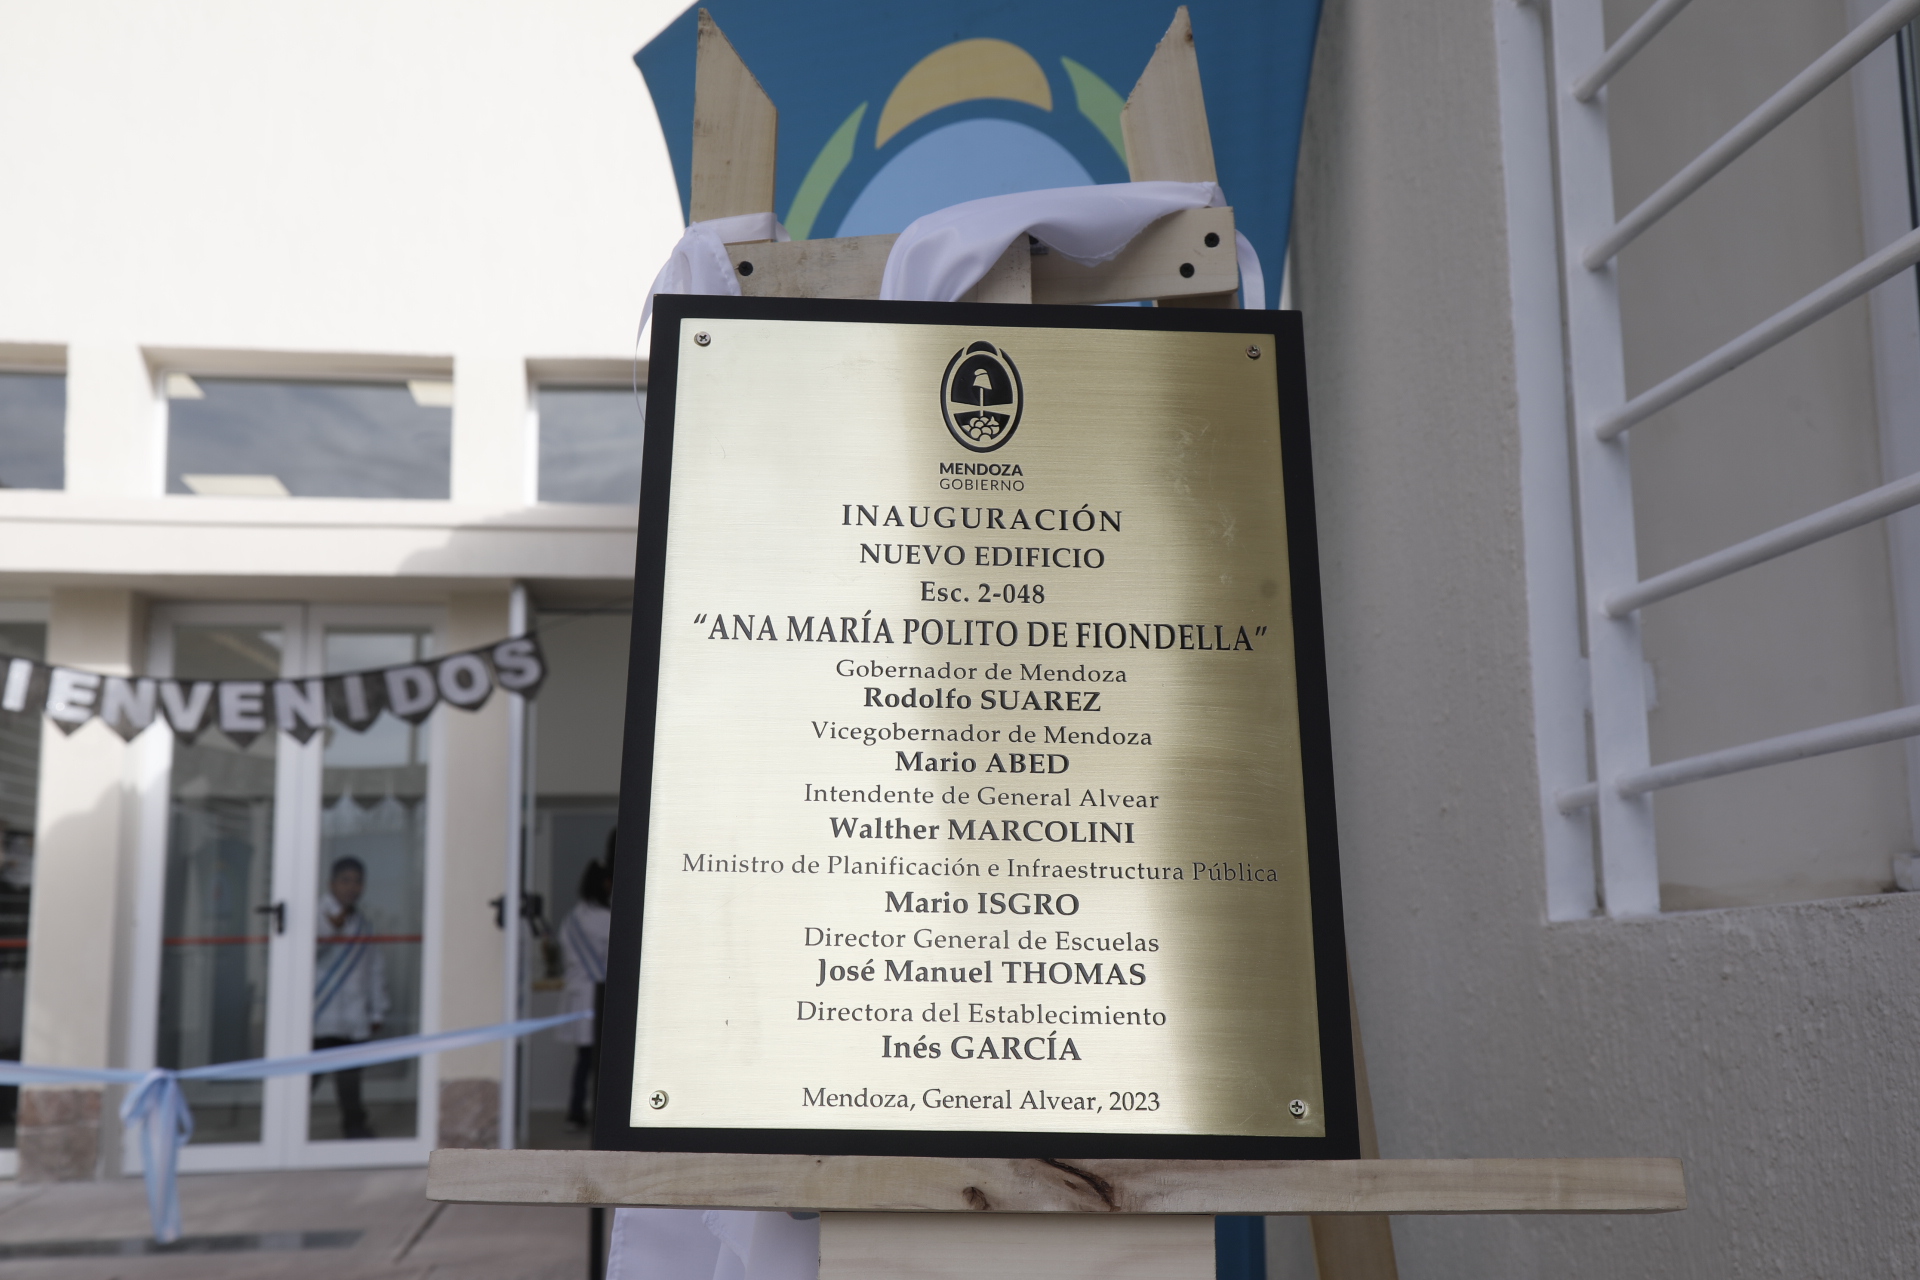 MENDOZA
GOBIERNO
INAUGURACIÓN
NUEVO EDIFICIO
Esc. 2-048
“ANA MARÍA POLITO DE FIONDELLA”
Gobernador de Mendoza
Rodolfo SUAREZ
Vicegobernador de Mendoza
Mario ABED
Intendente de General Alvear
Walther MARCOLINI
Ministro de Planificación e Infraestructura Pública
Mario ISGRO
Director General de Escuelas
José Manuel THOMAS
Directora del Establecimiento
Inés GARCÍA
Mendoza, General Alvear, 2023
IENVENIDOS